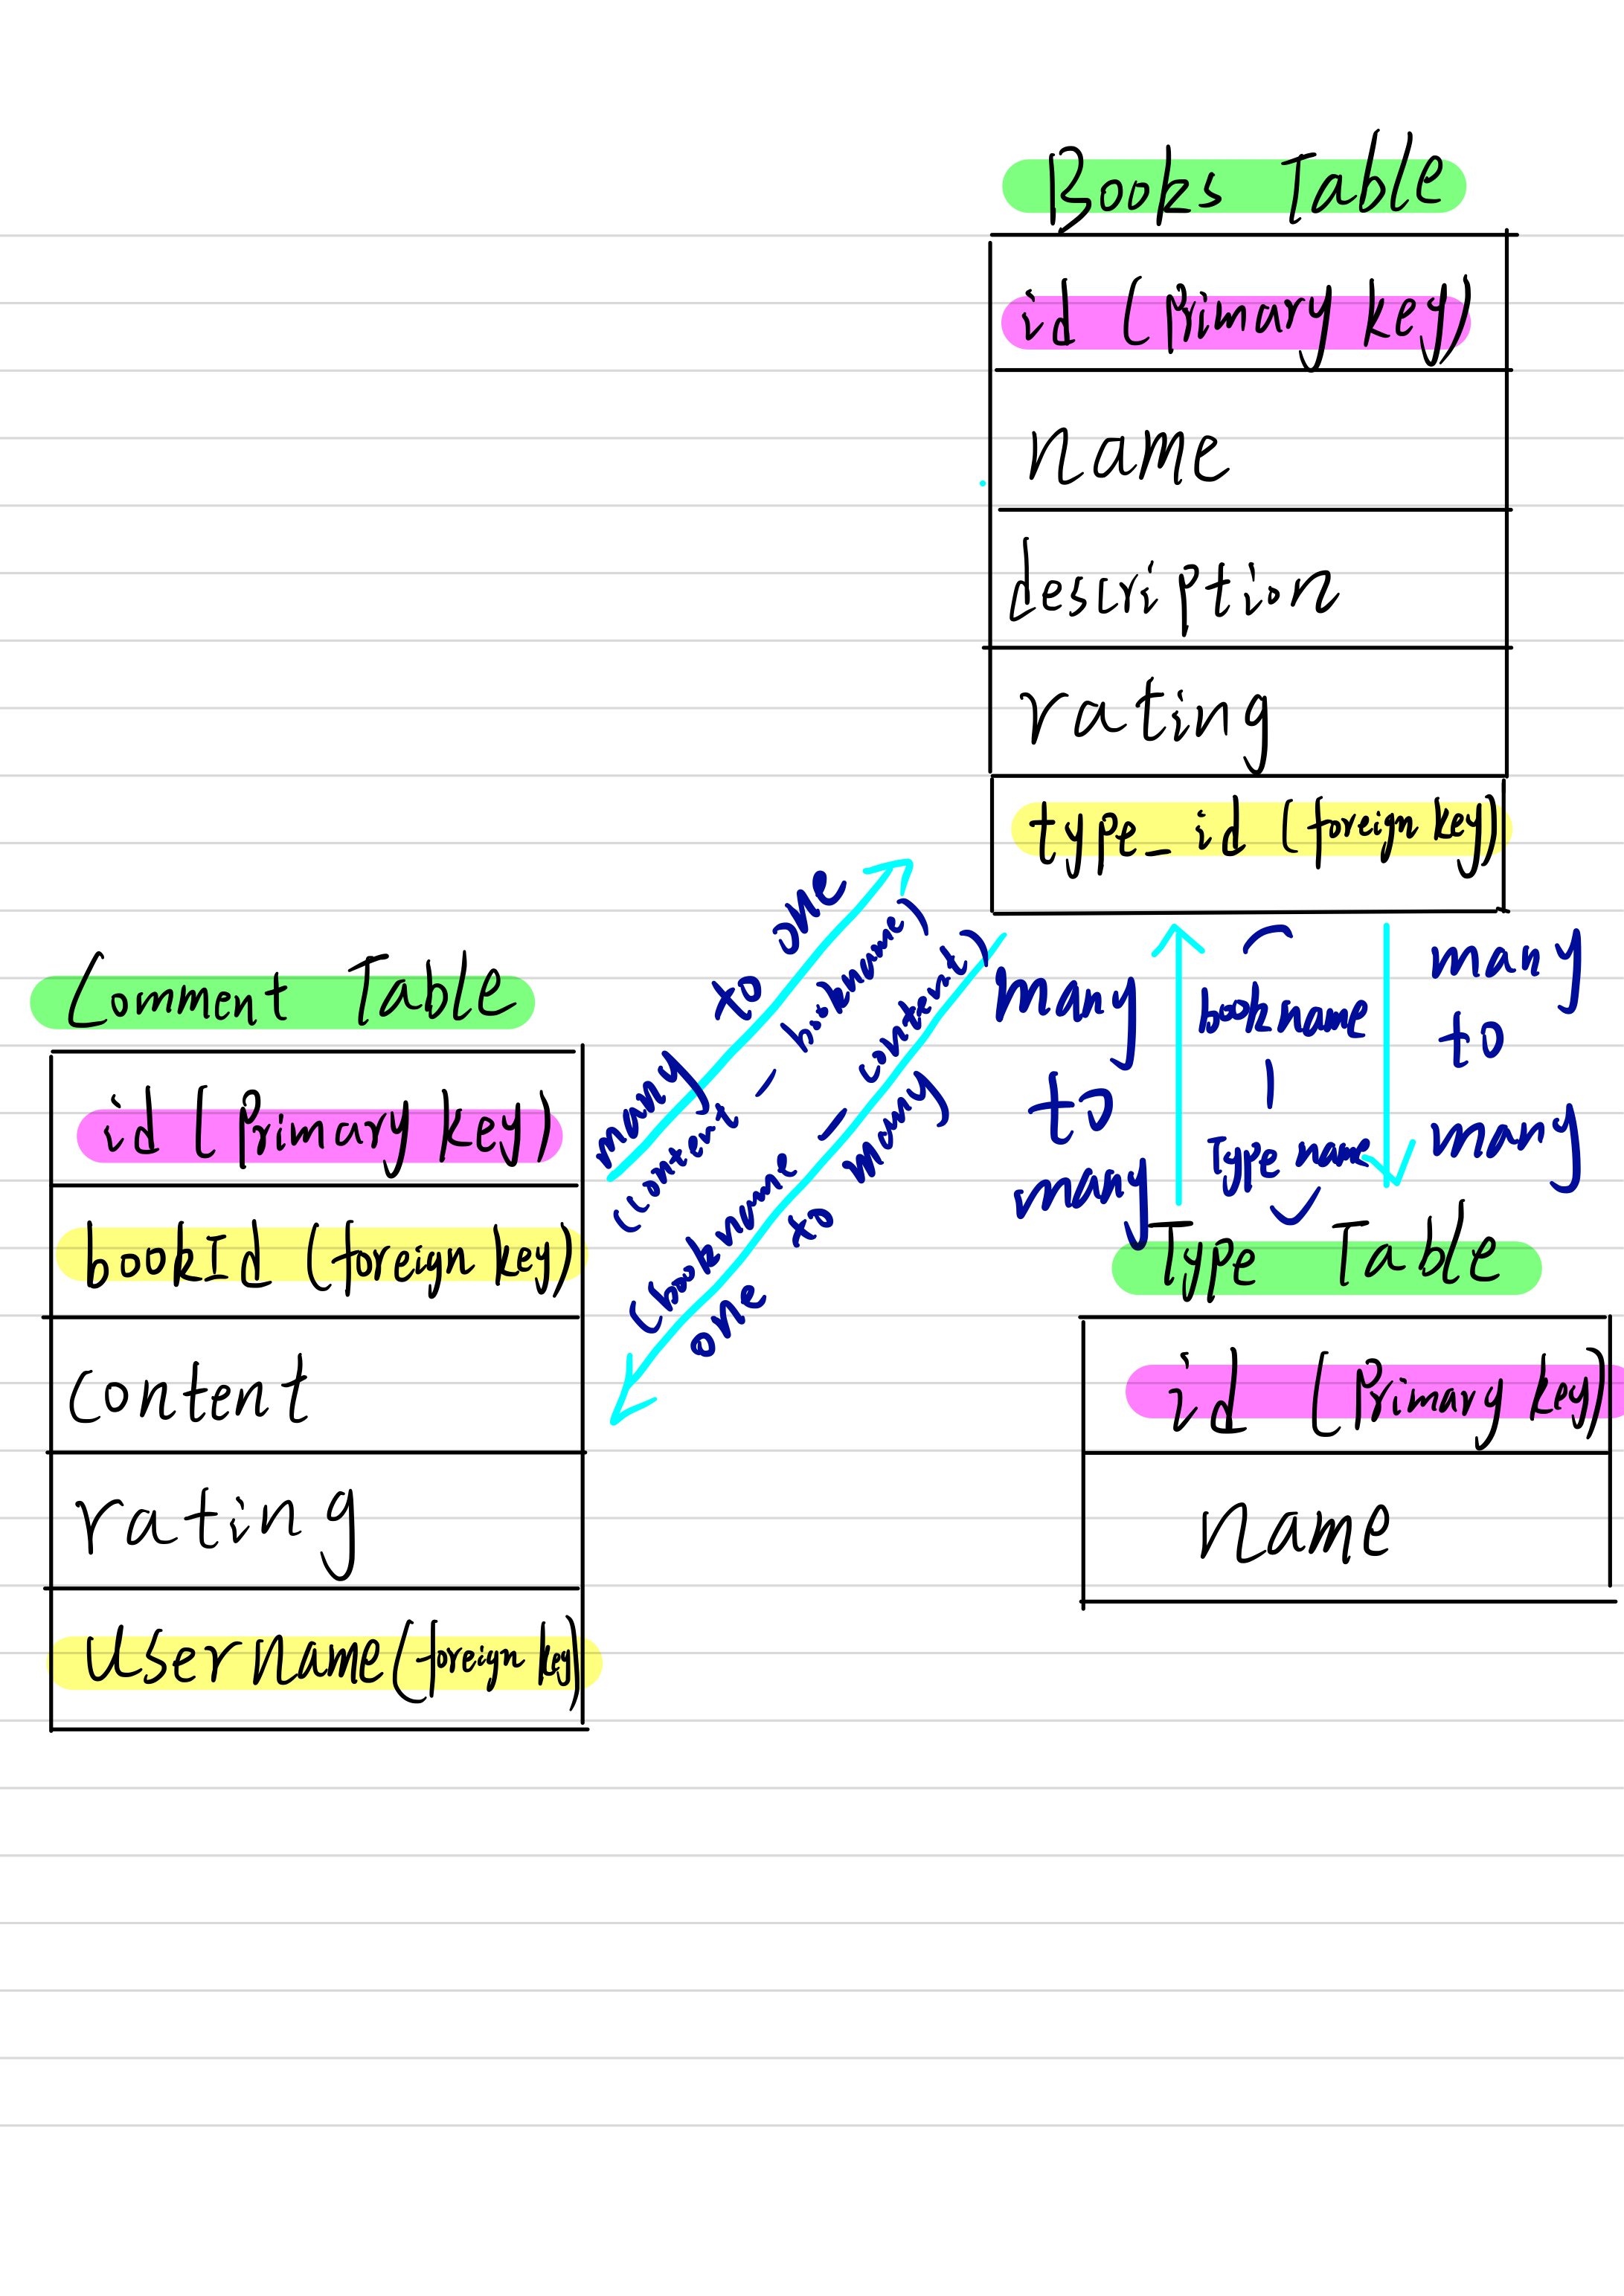 Books Table
id (primary key)
name
description
rating
type_id (foreign key)
many to one
(content - bookname)
(bookname - content)
one to many
many
to
many
(
book name
-
Type name
)
many
to
many
Comment Table
id (primary key)
bookId (foreign key)
content
rating
UserName (foreign key)
Type Table
id (primary key)
name